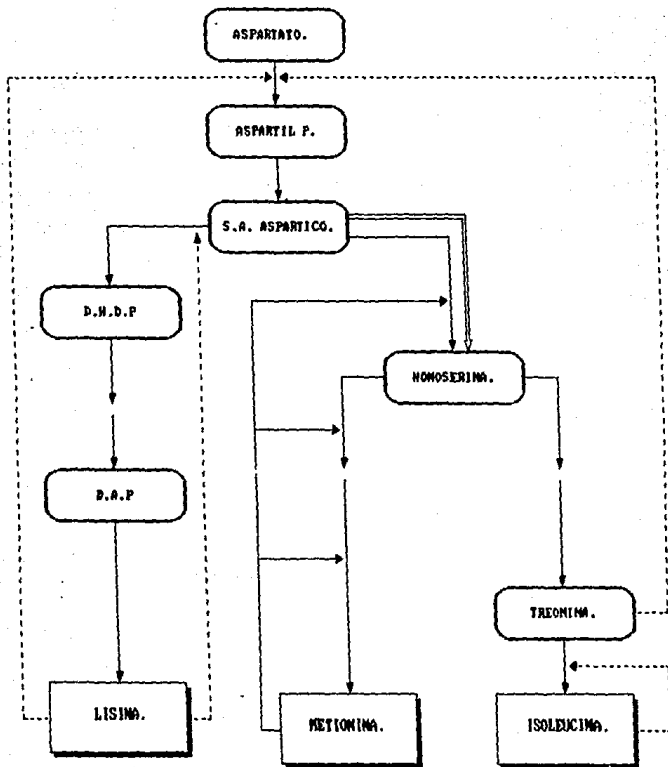 ASPARTATO.
ASPARTIL P.
S.A. ASPARTICO.
D.H.D.P
HOMOSERINA.
D.A.P
TREONINA.
LISINA.
METIONINA.
ISOLEUCINA.